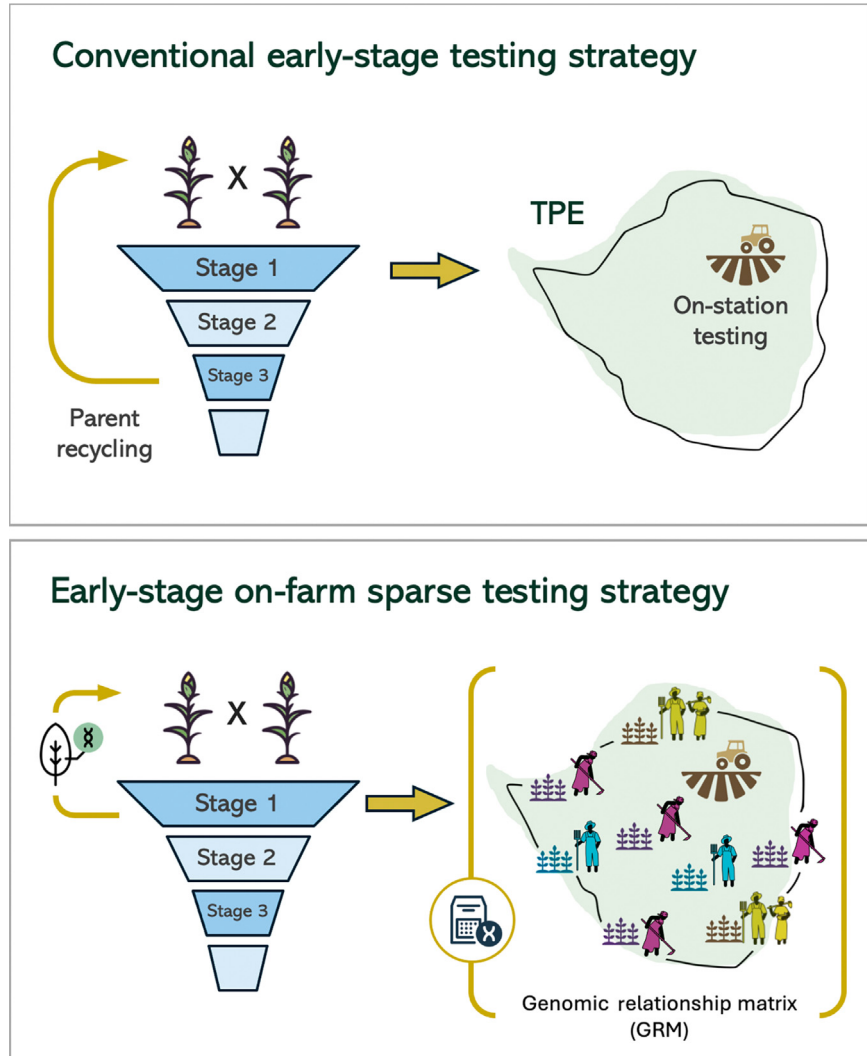 Conventional early-stage testing strategy
X
TPE
Stage 1
Stage 2
Stage 3
On-station
testing
Parent
recycling
Early-stage on-farm sparse testing strategy
X
Stage 1
Stage 2
Stage 3
Genomic relationship matrix
(GRM)